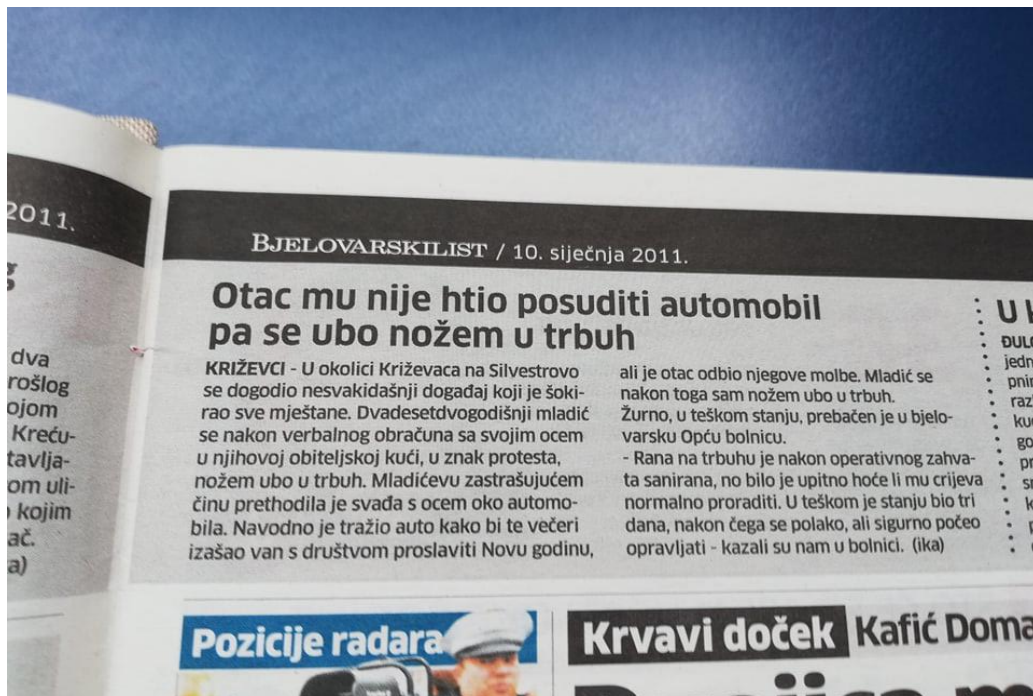 2011.
dva
rošlog
ojom
Kreću-
tavlja-
om uli-
kojim
ač.
a)
BJELOVARSKILIST / 10. siječnja 2011.
Otac mu nije htio posuditi automobil
pa se ubo nožem u trbuh
KRIŽEVCI - U okolici Križevaca na Silvestrovo
se dogodio nesvakidašnji događaj koji je šoki-
rao sve mještane. Dvadesetdvogodišnji mladić
se nakon verbalnog obračuna sa svojim ocem
u njihovoj obiteljskoj kući, u znak protesta,
nožem ubo u trbuh. Mladićevu zastrašujućem
činu prethodila je svađa s ocem oko automo-
bila. Navodno je tražio auto kako bi te večeri
izašao van s društvom proslaviti Novu godinu,
ali je otac odbio njegove molbe. Mladić se
nakon toga sam nožem ubo u trbuh.
Žurno, u teškom stanju, prebačen je u bjelo-
varsku Opću bolnicu.
- Rana na trbuhu je nakon operativnog zahva-
ta sanirana, no bilo je upitno hoće li mu crijeva
normalno proraditi. U teškom je stanju bio tri
dana, nakon čega se polako, ali sigurno počeo
opravljati - kazali su nam u bolnici. (ika)
U
ĐUL
jedn
pnir
raz
kuć
go
pr
Pozicije radara
Krvavi doček Kafić Doma